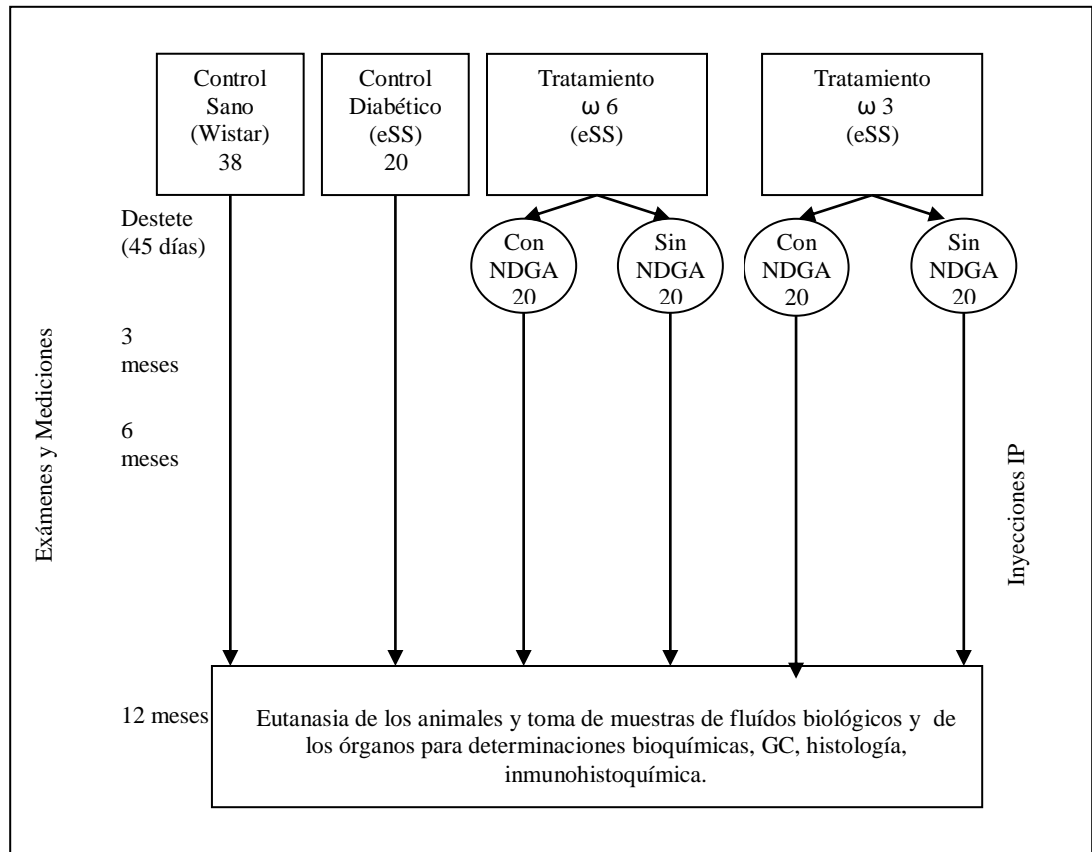 Control
Sano
(Wistar)
38
Control
Diabético
(eSS)
20
Tratamiento
ω 6
(eSS)
Tratamiento
ω 3
(eSS)
Destete
(45 días)
Con
NDGA
20
Sin
NDGA
20
Con
NDGA
20
Sin
NDGA
20
3
meses
6
meses
Exámenes y Mediciones
Inyecciones IP
12 meses
Eutanasia de los animales y toma de muestras de fluídos biológicos y de
los órganos para determinaciones bioquímicas, GC, histología,
inmunohistoquímica.